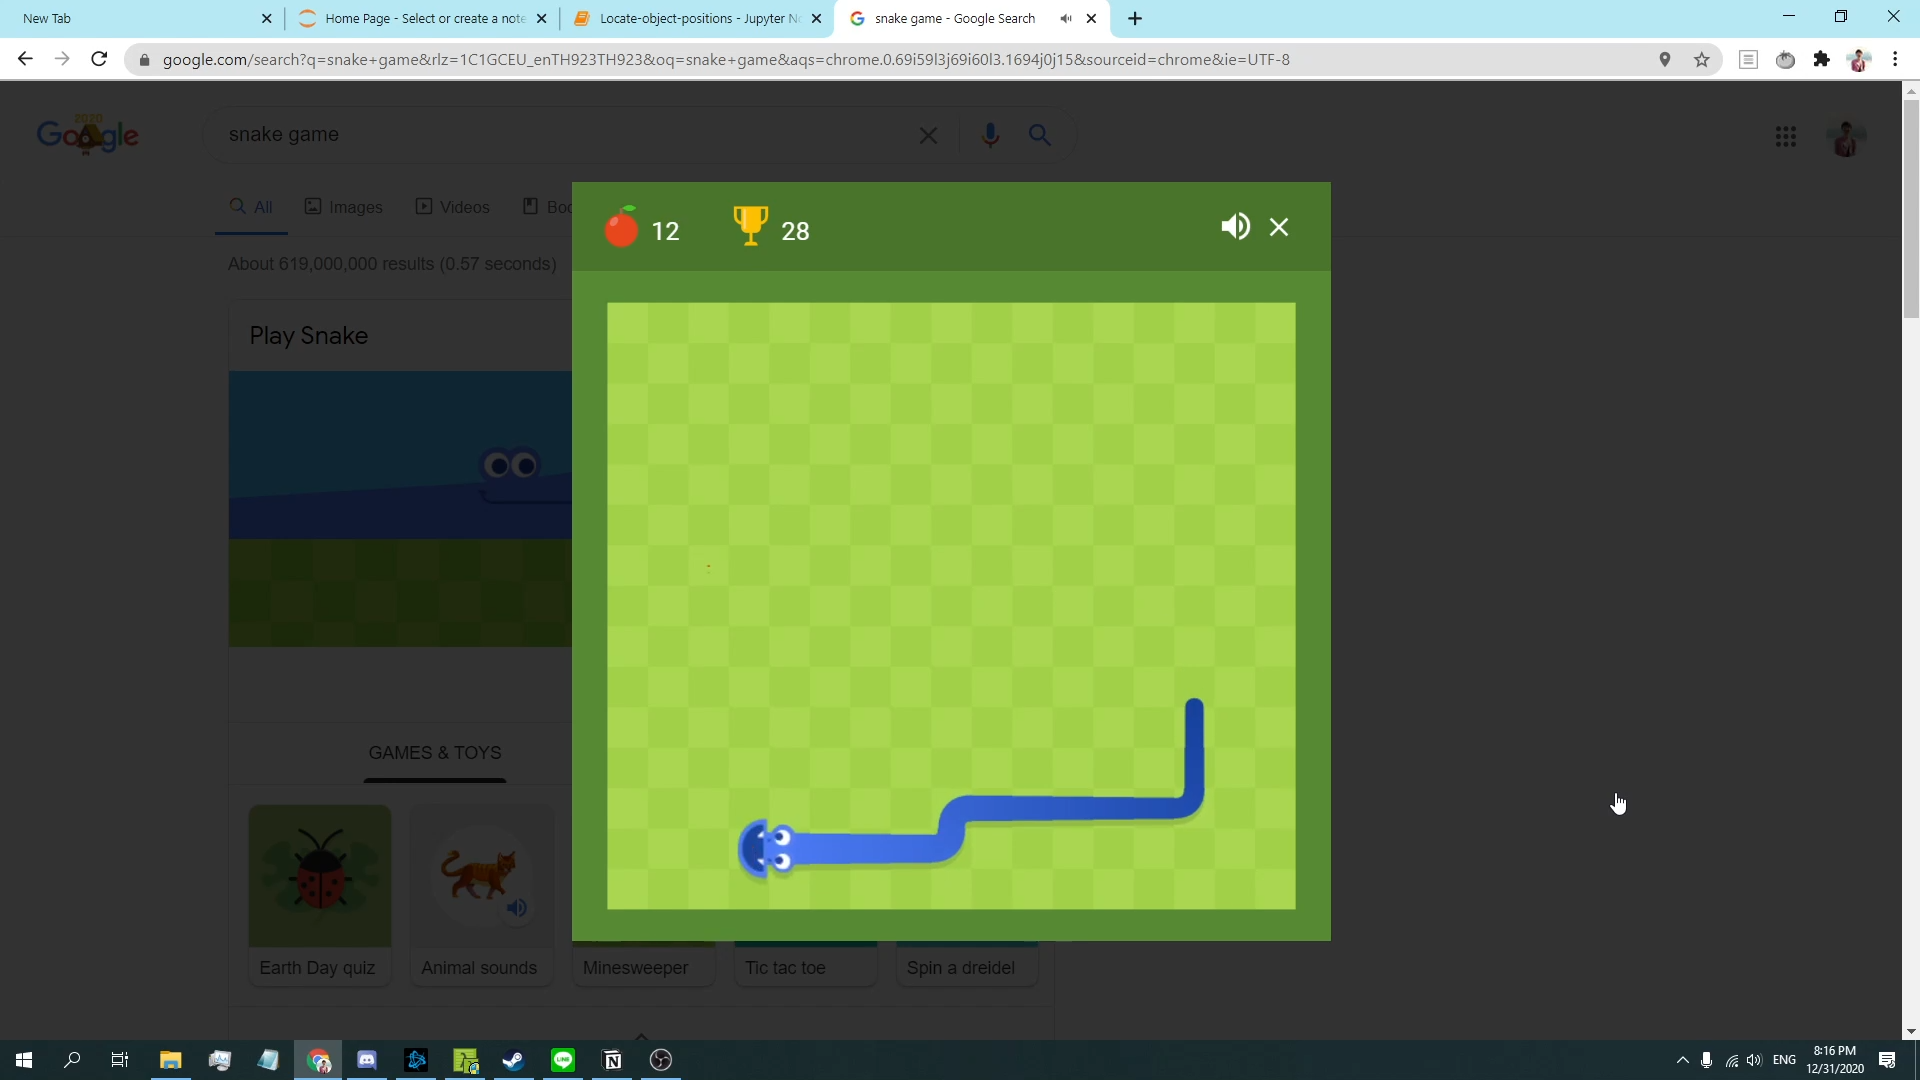 New Tab
Home Page - Select or create a note
Locate-object-positions - Jupyter No
snake game - Google Search
google.com/search?q=snake+game&rlz=1C1GCEU_enTH923TH923&oq=snake+game&aqs=chrome.0.69i59l3j69i60l3.1694j0j15&sourceid=chrome&ie=UTF-8
2020
Google
snake game
All
Images
Videos
Boo
12
28
About 619,000,000 results (0.57 seconds)
Play Snake
GAMES & TOYS
Earth Day quiz
Animal sounds
Minesweeper
Tic tac toe
Spin a dreidel
LINE
ENG
8:16 PM
12/31/2020